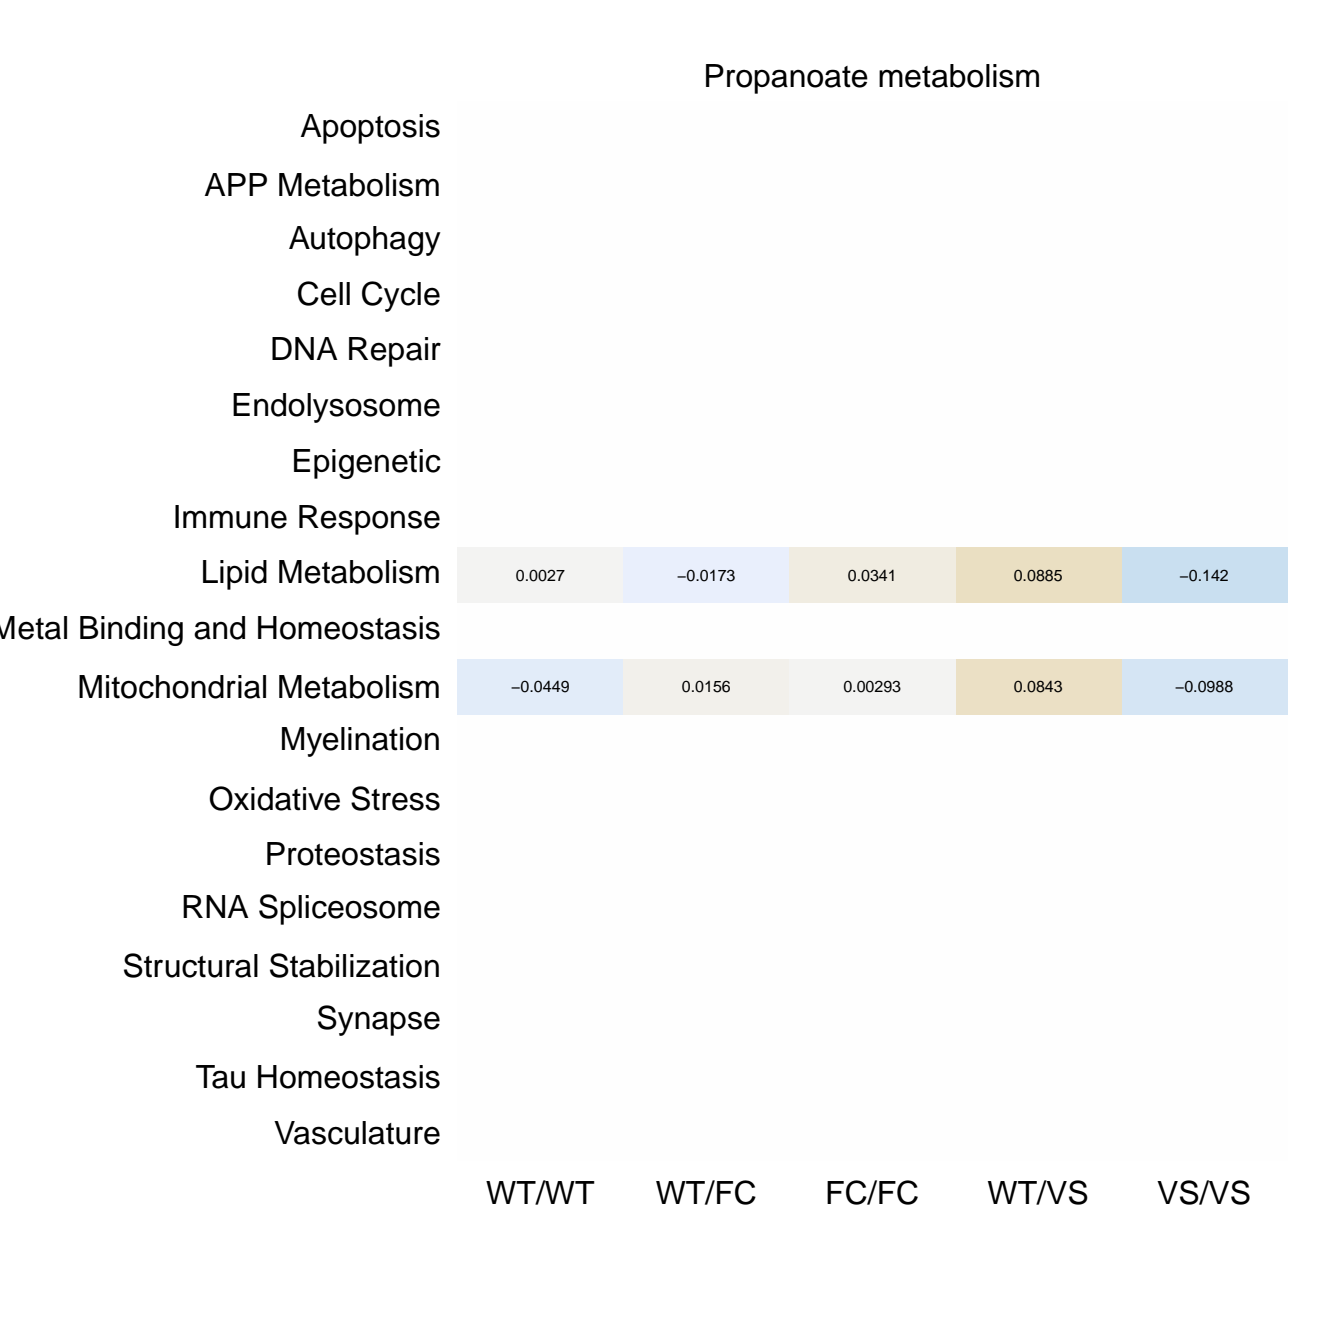 Propanoate metabolism
Apoptosis
APP Metabolism
Autophagy
Cell Cycle
DNA Repair
Endolysosome
Epigenetic
Immune Response
Lipid Metabolism 0.0027 −0.0173 0.0341 0.0885 −0.142
Metal Binding and Homeostasis
Mitochondrial Metabolism −0.0449 0.0156 0.00293 0.0843 −0.0988
Myelination
Oxidative Stress
Proteostasis
RNA Spliceosome
Structural Stabilization
Synapse
Tau Homeostasis
Vasculature
WT/WT WT/FC FC/FC WT/VS VS/VS